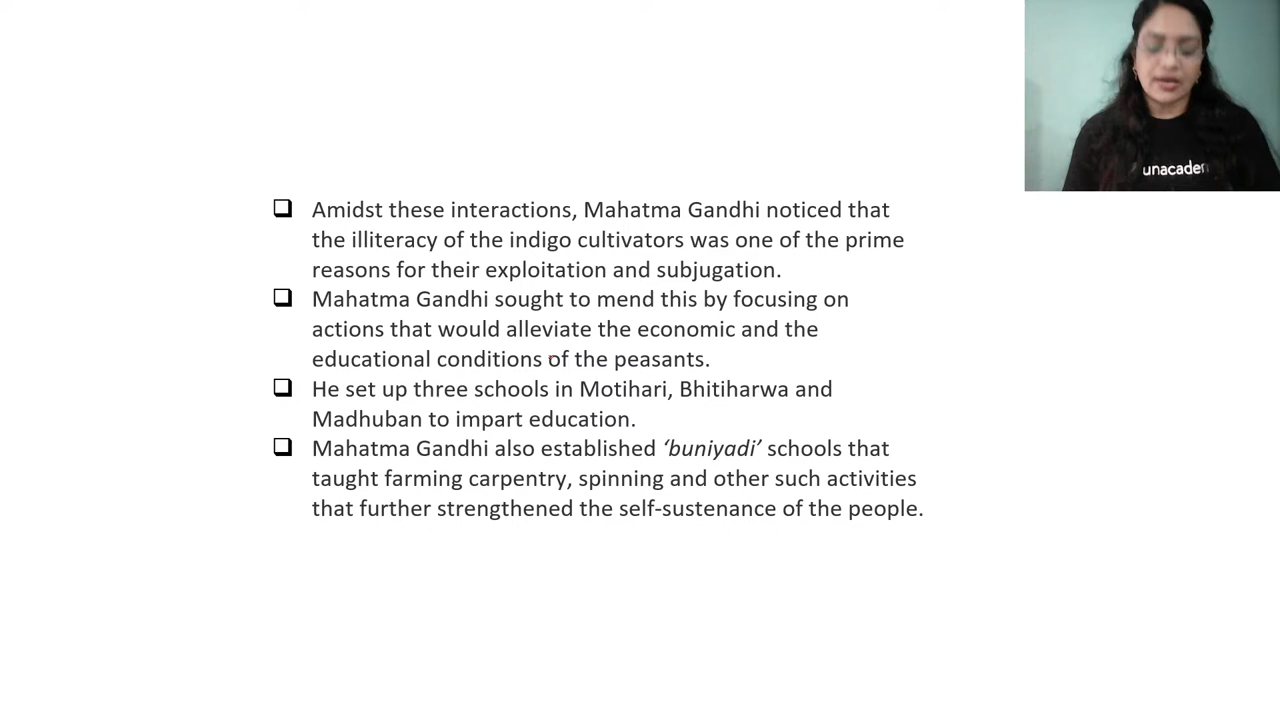 Amidst these interactions, Mahatma Gandhi noticed that
the illiteracy of the indigo cultivators was one of the prime
reasons for their exploitation and subjugation.
Mahatma Gandhi sought to mend this by focusing on
actions that would alleviate the economic and the
educational conditions of the peasants.
He set up three schools in Motihari, Bhitiharwa and
Madhuban to impart education.
Mahatma Gandhi also established ‘buniyadi’ schools that
taught farming carpentry, spinning and other such activities
that further strengthened the self-sustenance of the people.
unacadem